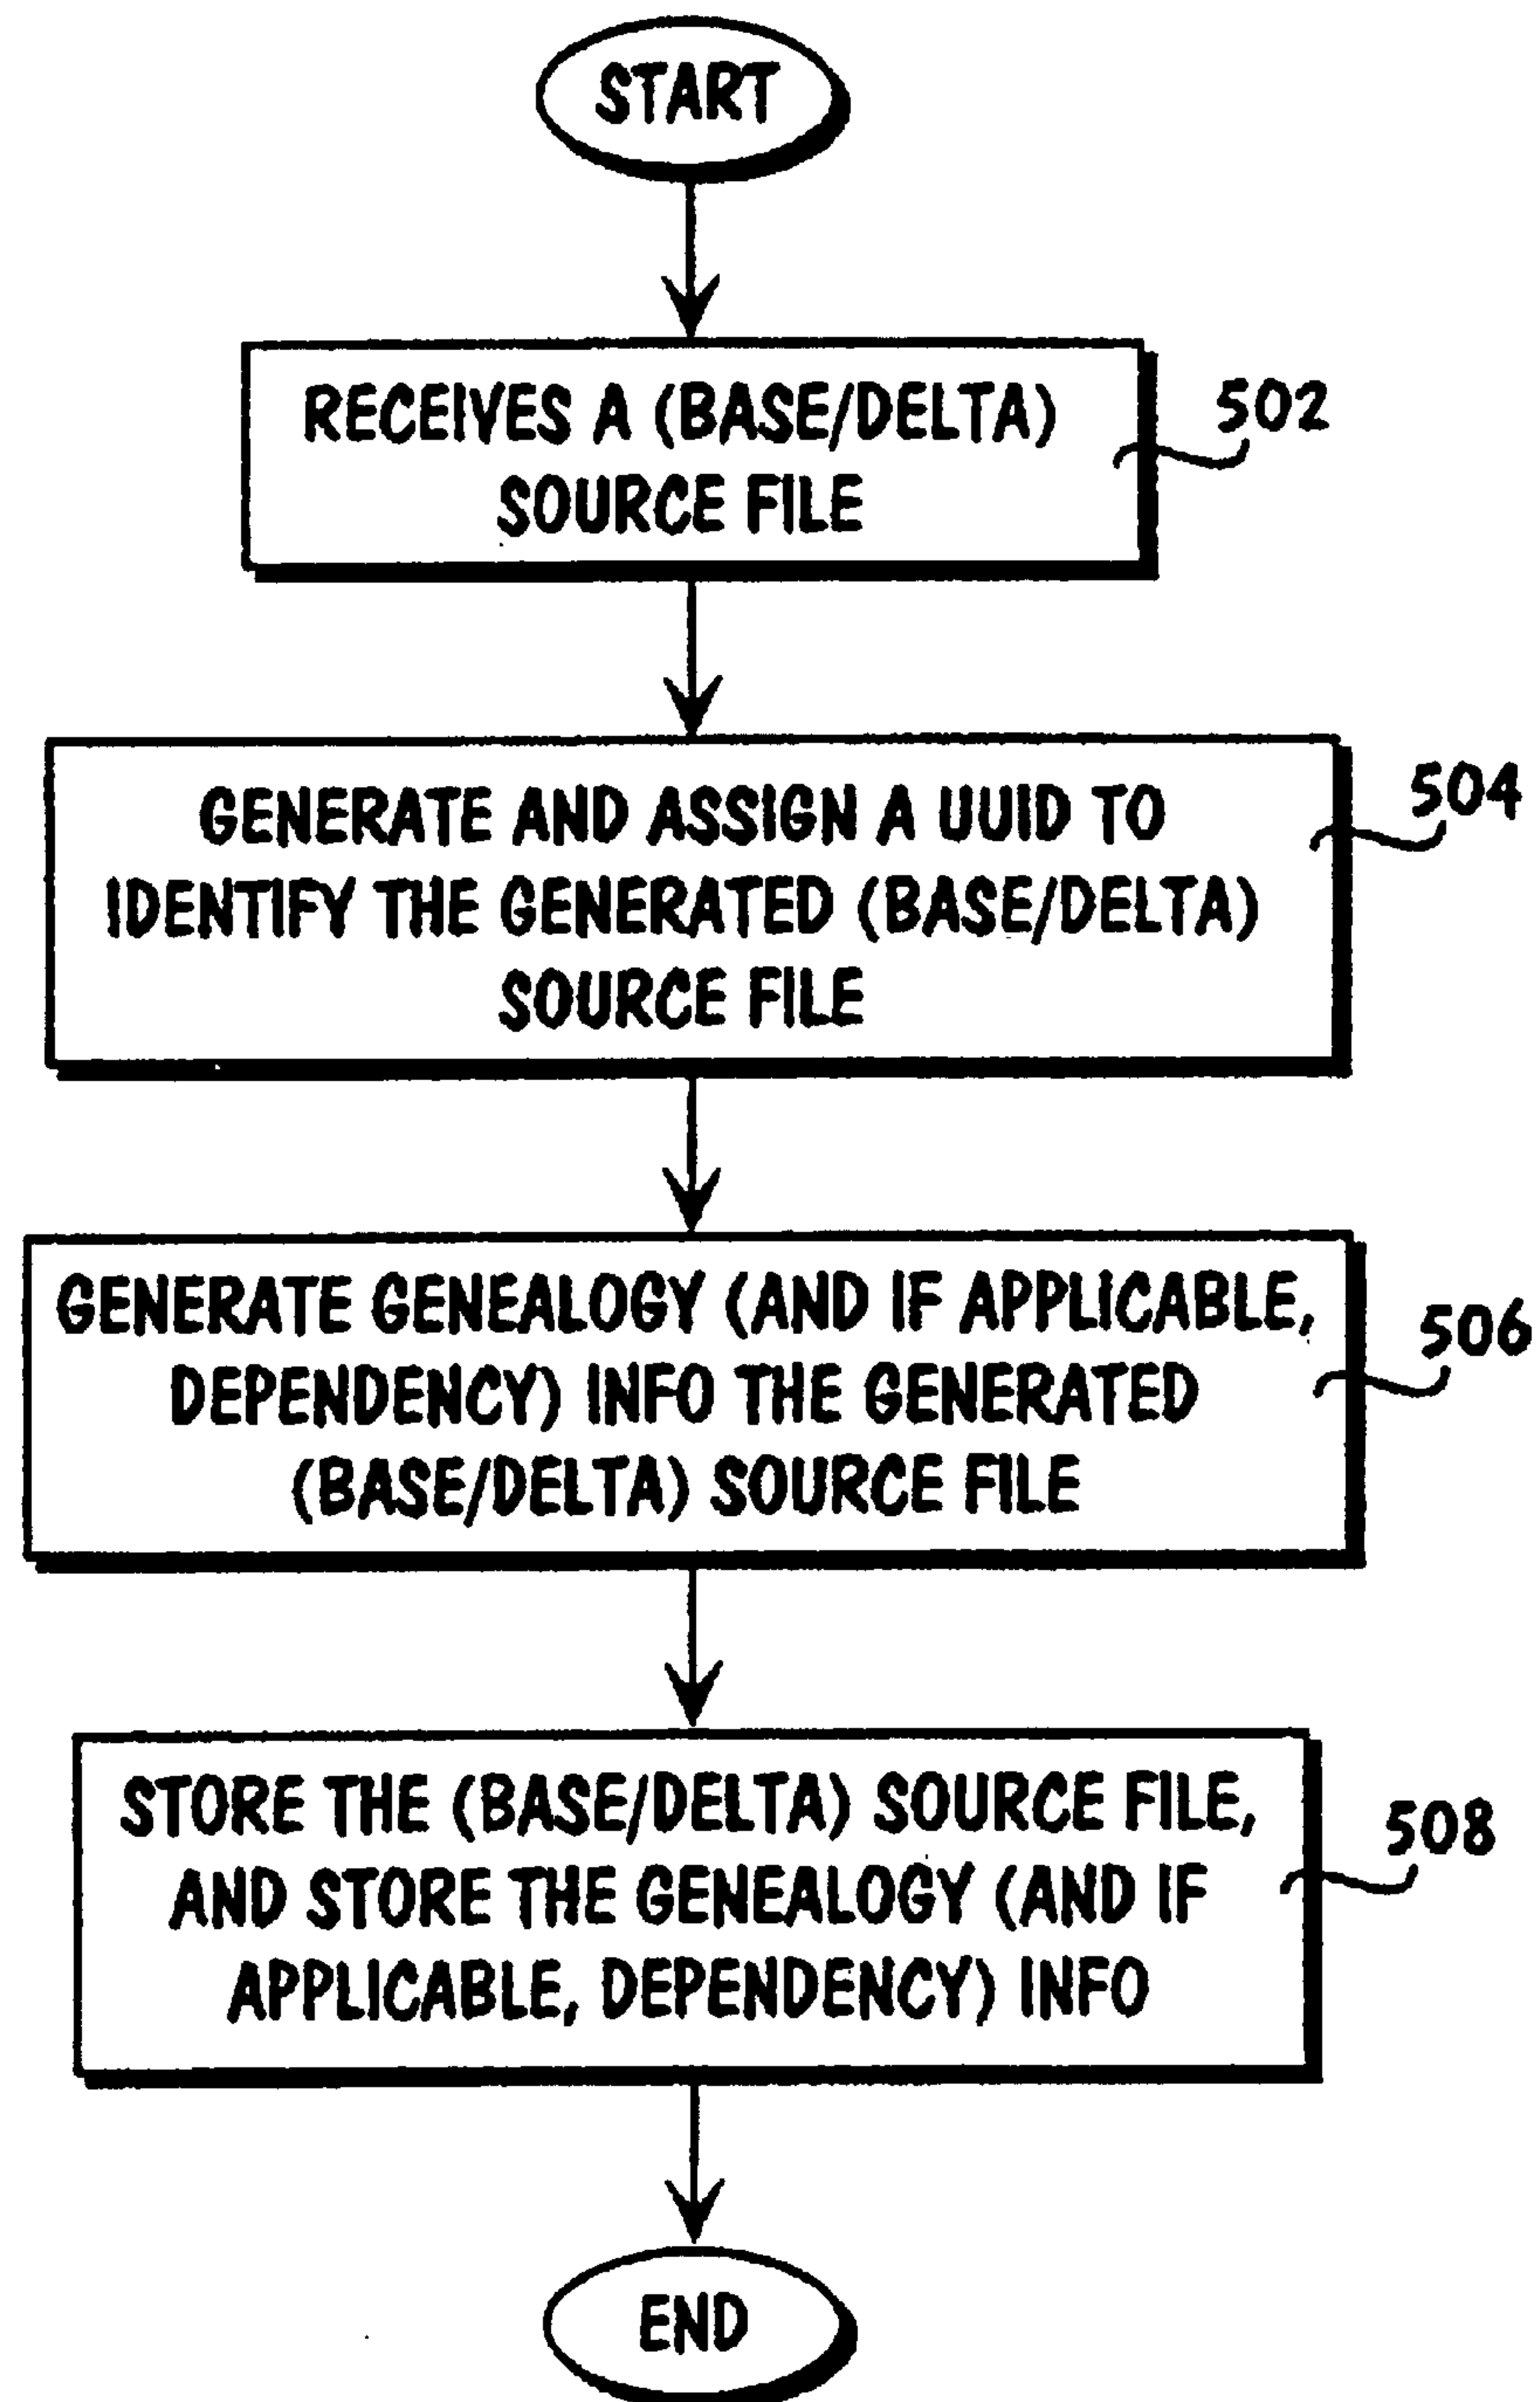 START
RECEIVES A (BASE/DELTA)
SOURCE FILE
502
GENERATE AND ASSIGN A UUID TO
IDENTIFY THE GENERATED (BASE/DELTA)
SOURCE FILE
504
GENERATE GENEALOGY (AND IF APPLICABLE,
DEPENDENCY) INFO THE GENERATED
(BASE/DELTA) SOURCE FILE
506
STORE THE (BASE/DELTA) SOURCE FILE,
AND STORE THE GENEALOGY (AND IF
APPLICABLE, DEPENDENCY) INFO
508
END